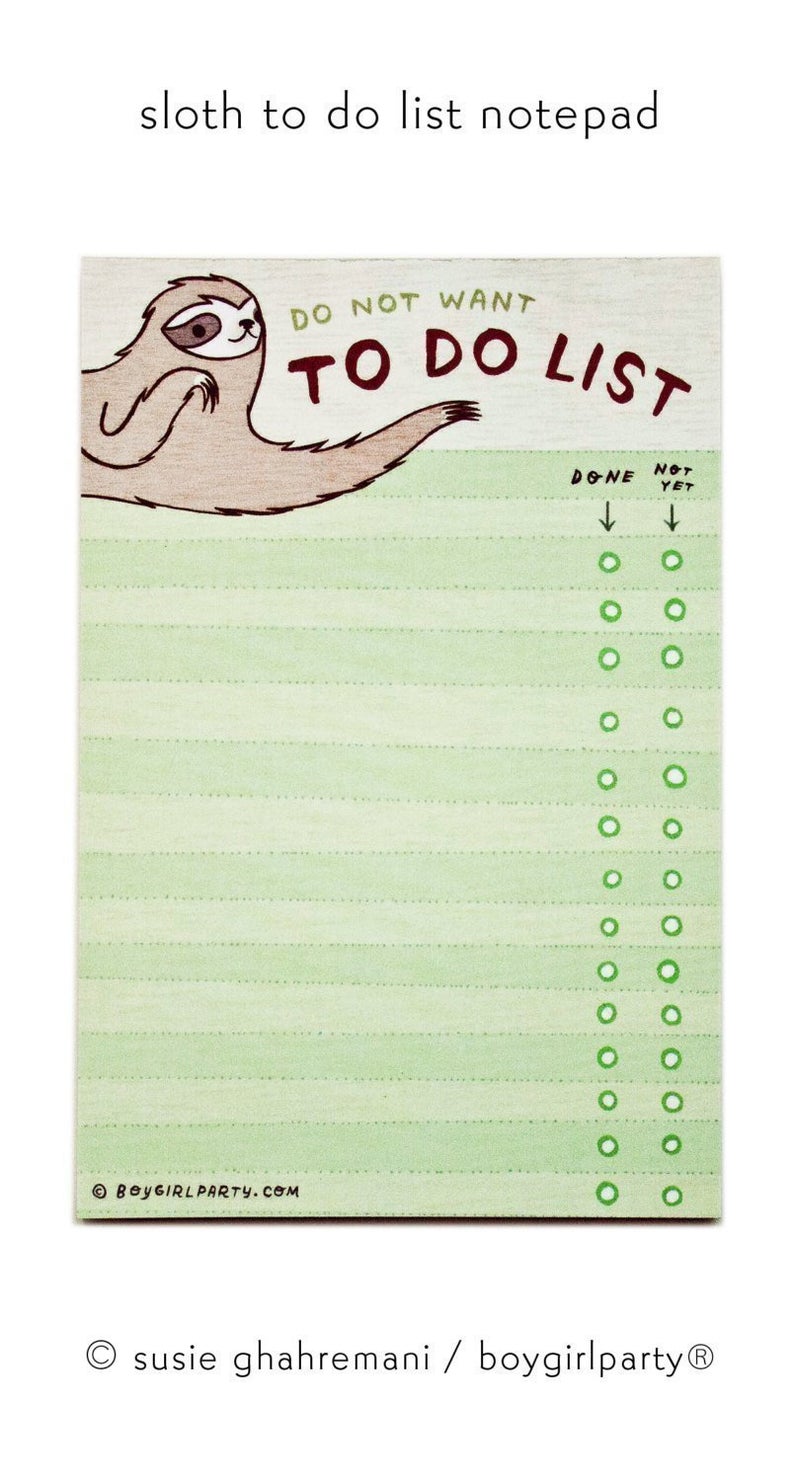 sloth to do list notepad
DO NOT WANT
TO DO LIST
DONE NOT YET
© BOYGIRLPARTY.COM
© susie ghahremani / boygirlparty®